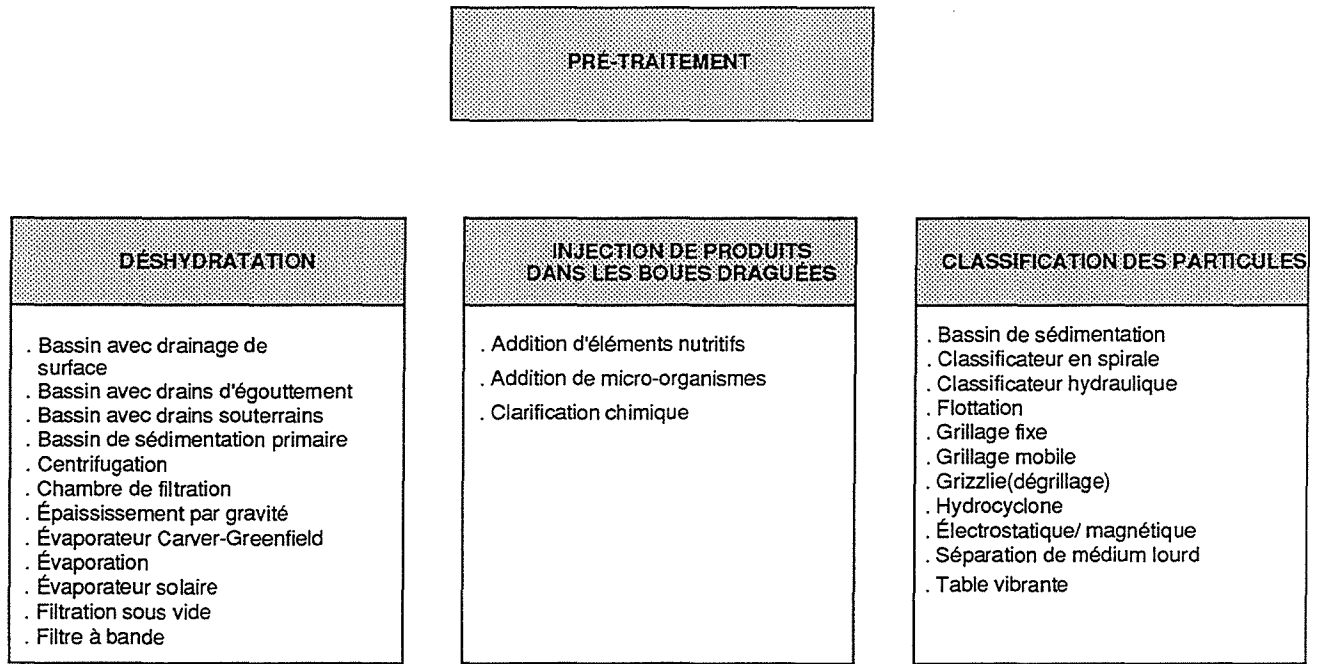 PRÉ-TRAITEMENT
DÉSHYDRATATION
. Bassin avec drainage de
surface
. Bassin avec drains d'égouttement
. Bassin avec drains souterrains
. Bassin de sédimentation primaire
. Centrifugation
. Chambre de filtration
. Épaississement par gravité
. Évaporateur Carver-Greenfield
. Évaporation
. Évaporateur solaire
. Filtration sous vide
. Filtre à bande
INJECTION DE PRODUITS
DANS LES BOUES DRAGUÉES
. Addition d'éléments nutritifs
. Addition de micro-organismes
. Clarification chimique
CLASSIFICATION DES PARTICULES
. Bassin de sédimentation
. Classificateur en spirale
. Classificateur hydraulique
. Flottation
. Grillage fixe
. Grillage mobile
. Grizzlie(dégrillage)
. Hydrocyclone
. Électrostatique/ magnétique
. Séparation de médium lourd
. Table vibrante